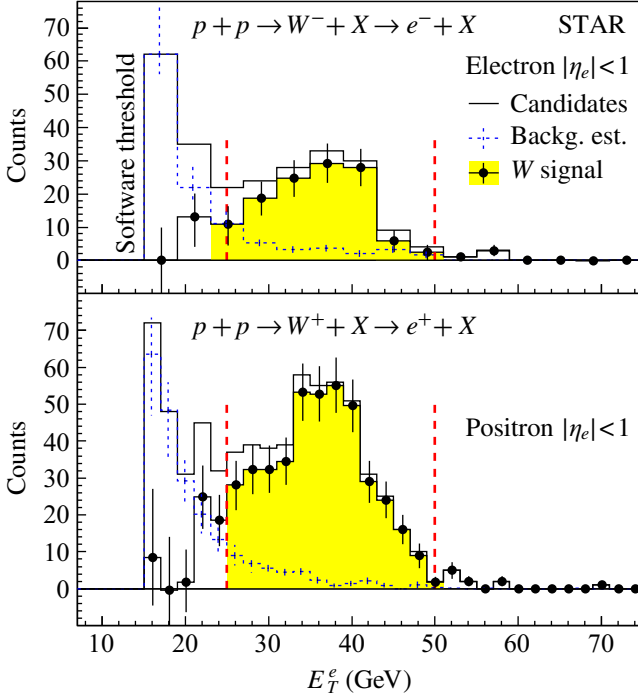 p + p → W⁻ + X → e⁻ + X STAR
Electron |ηₑ| < 1
Candidates
Backg. est.
W signal
Software threshold
Counts
70
60
50
40
30
20
10
0
p + p → W⁺ + X → e⁺ + X
Positron |ηₑ| < 1
Counts
70
60
50
40
30
20
10
0
10 20 30 40 50 60 70
E_T^e (GeV)